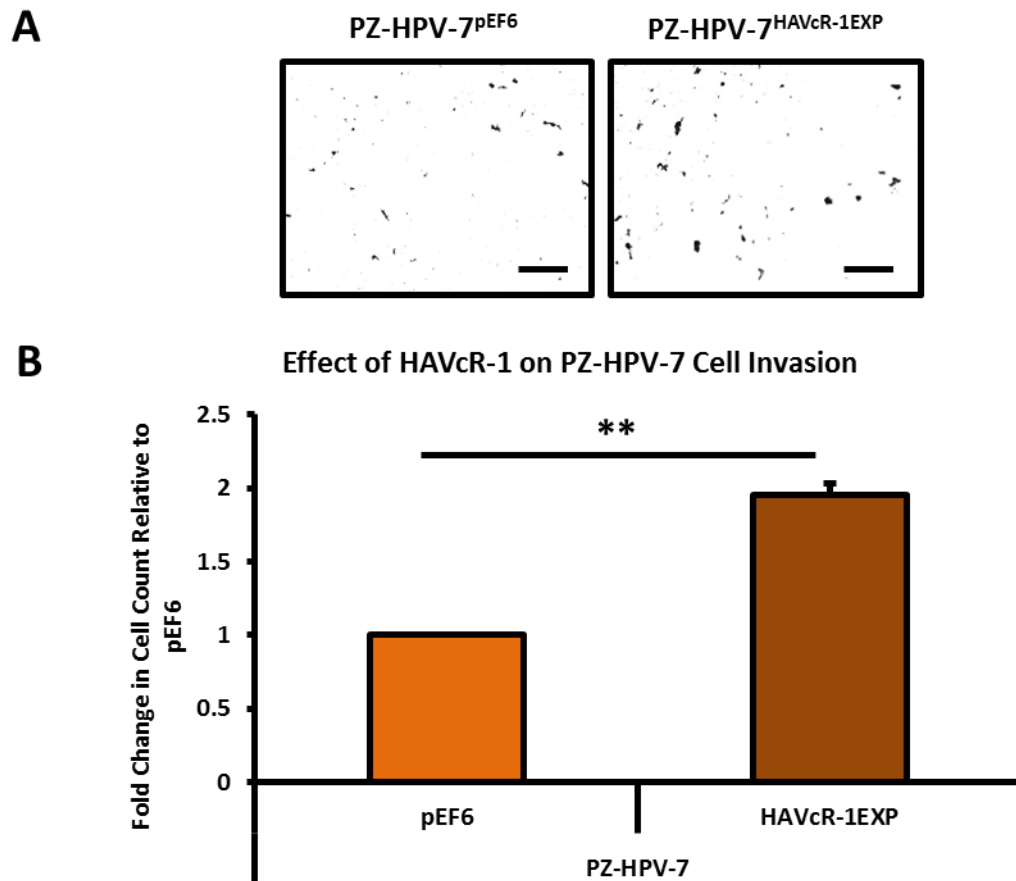 A
PZ-HPV-7pEF6
PZ-HPV-7HAVcR-1EXP
B
Effect of HAVcR-1 on PZ-HPV-7 Cell Invasion
Fold Change in Cell Count Relative to
pEF6
2.5
2
1.5
1
0.5
0
**
pEF6
HAVcR-1EXP
PZ-HPV-7